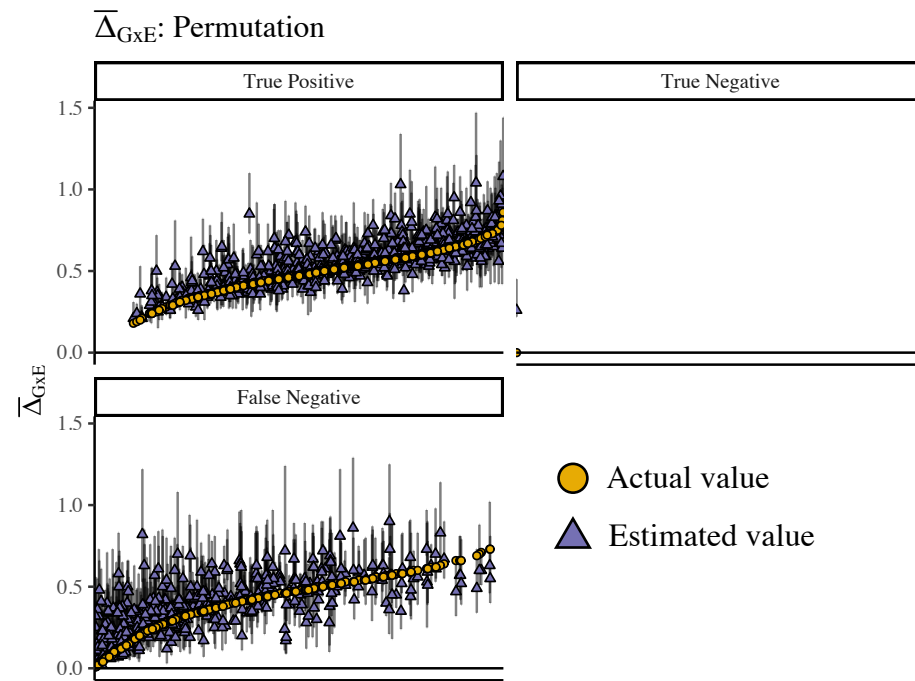 Δ̅GxE: Permutation
True Positive
True Negative
1.5
1.0
0.5
0.0
Δ̅GxE
False Negative
1.5
1.0
0.5
0.0
Actual value
Estimated value